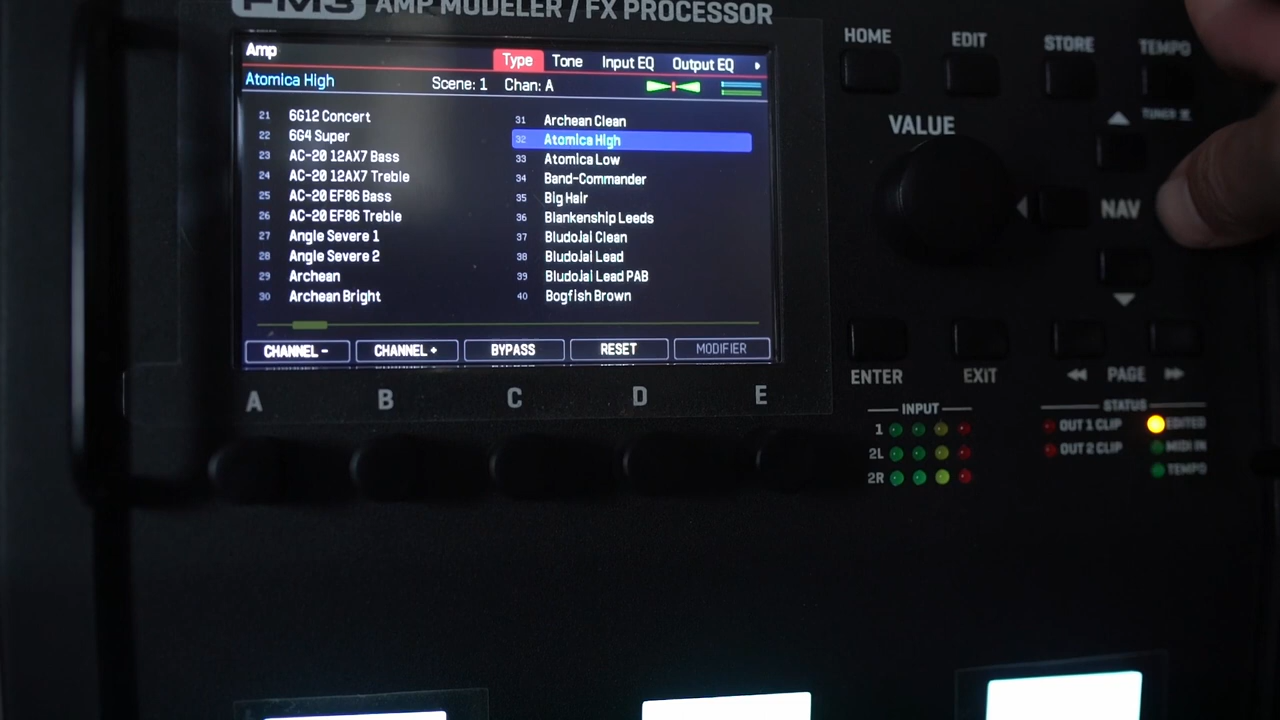 FM3 AMP MODELER / FX PROCESSOR
Amp
Type Tone Input EQ Output EQ
Atomica High Scene: 1 Chan: A
21 6G12 Concert
22 6G4 Super
23 AC-20 12AX7 Bass
24 AC-20 12AX7 Treble
25 AC-20 EF86 Bass
26 AC-20 EF86 Treble
27 Angle Severe 1
28 Angle Severe 2
29 Archean
30 Archean Bright
31 Archean Clean
32 Atomica High
33 Atomica Low
34 Band-Commander
35 Big Hair
36 Blankenship Leeds
37 BludoJai Clean
38 BludoJai Lead
39 BludoJai Lead PAB
40 Bogfish Brown
CHANNEL - CHANNEL + BYPASS RESET MODIFIER
A B C D E
HOME EDIT STORE TEMPO
TUNER
VALUE
NAV
ENTER EXIT PAGE
INPUT
1
2L
2R
STATUS
OUT 1 CLIP EDITED
OUT 2 CLIP MIDI IN
TEMPO